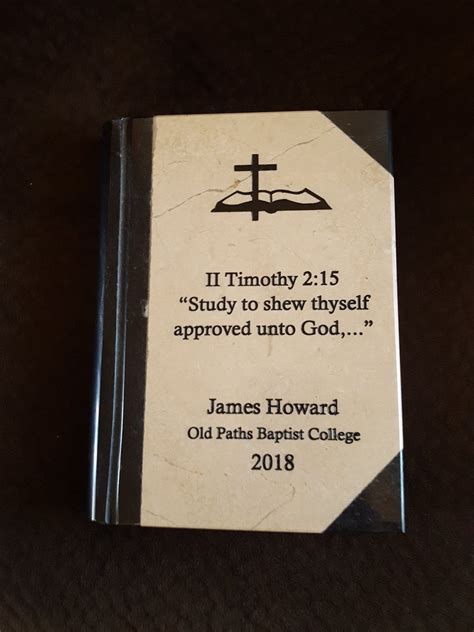 II Timothy 2:15
“Study to shew thyself
approved unto God,...”
James Howard
Old Paths Baptist College
2018